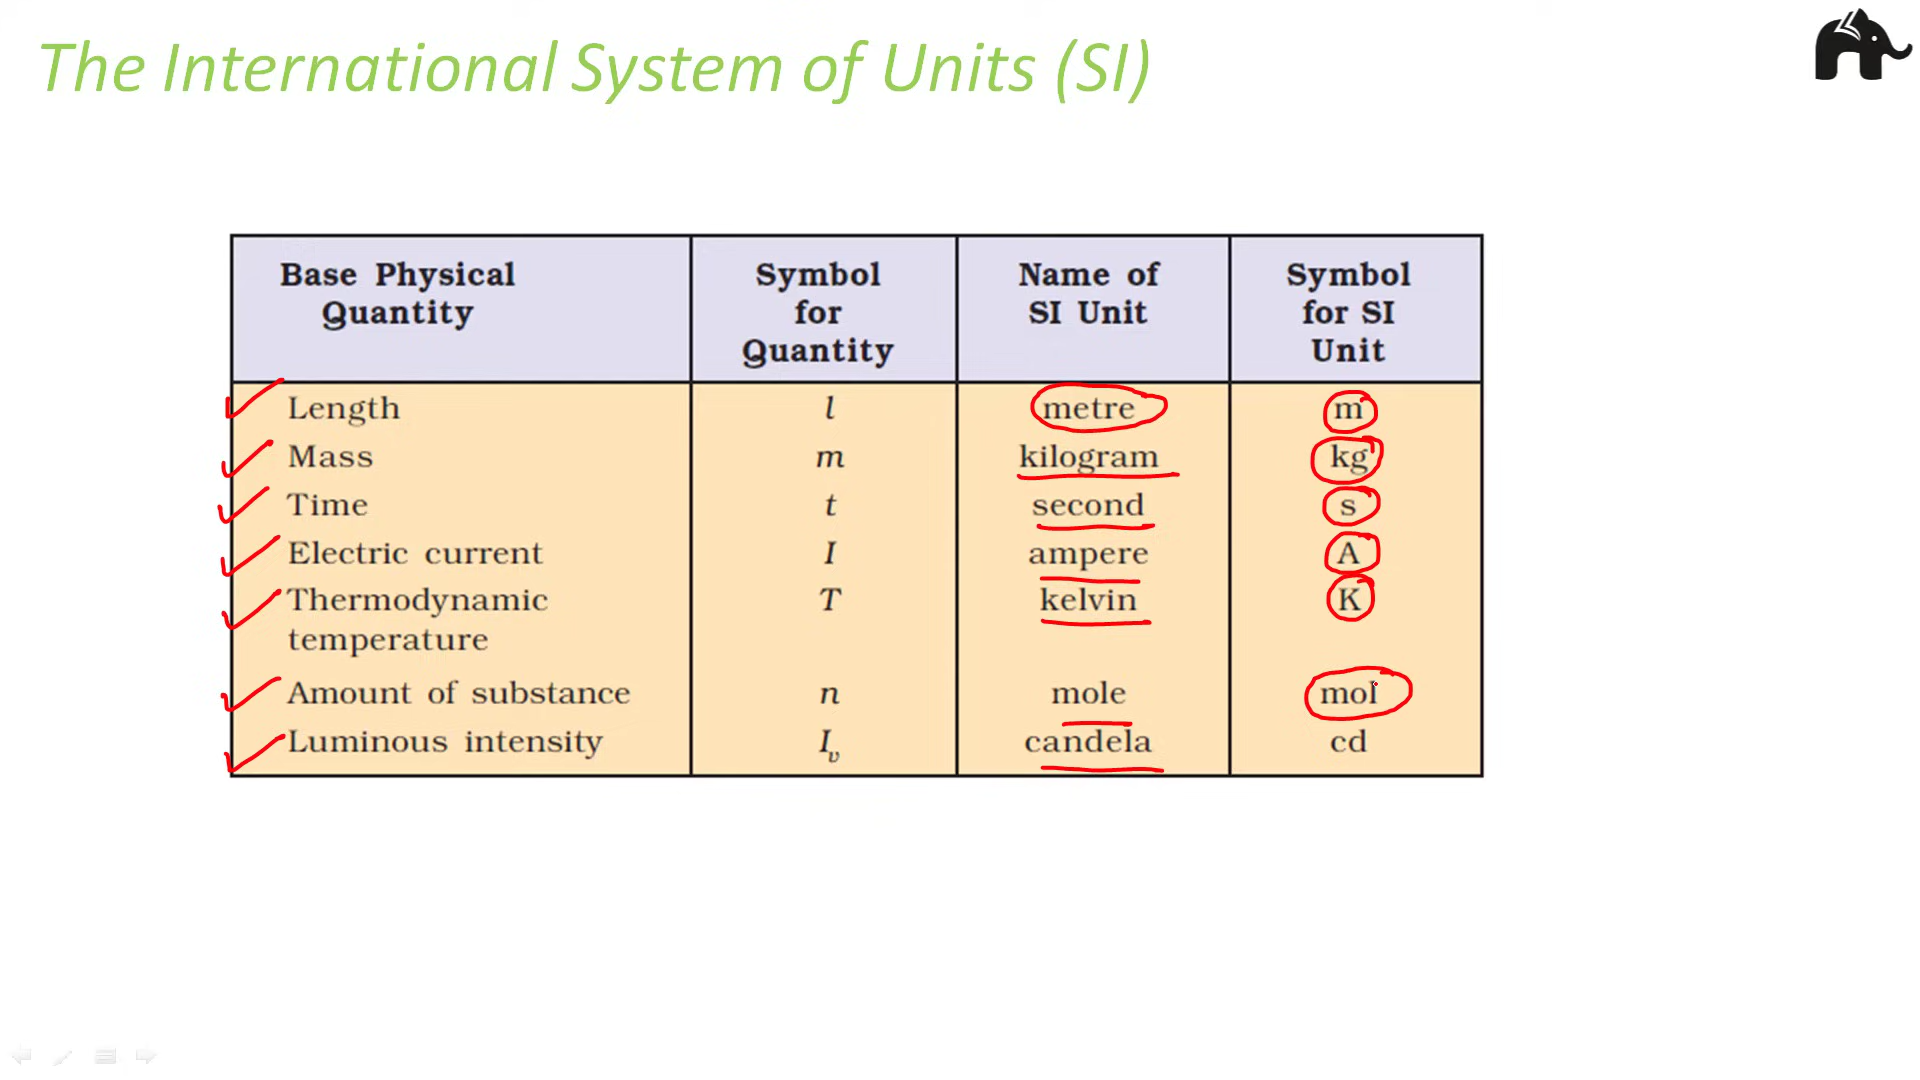 The International System of Units (SI)
Base Physical Quantity
Symbol for Quantity
Name of SI Unit
Symbol for SI Unit
Length l metre m
Mass m kilogram kg
Time t second s
Electric current I ampere A
Thermodynamic temperature T kelvin K
Amount of substance n mole mol
Luminous intensity Iv candela cd